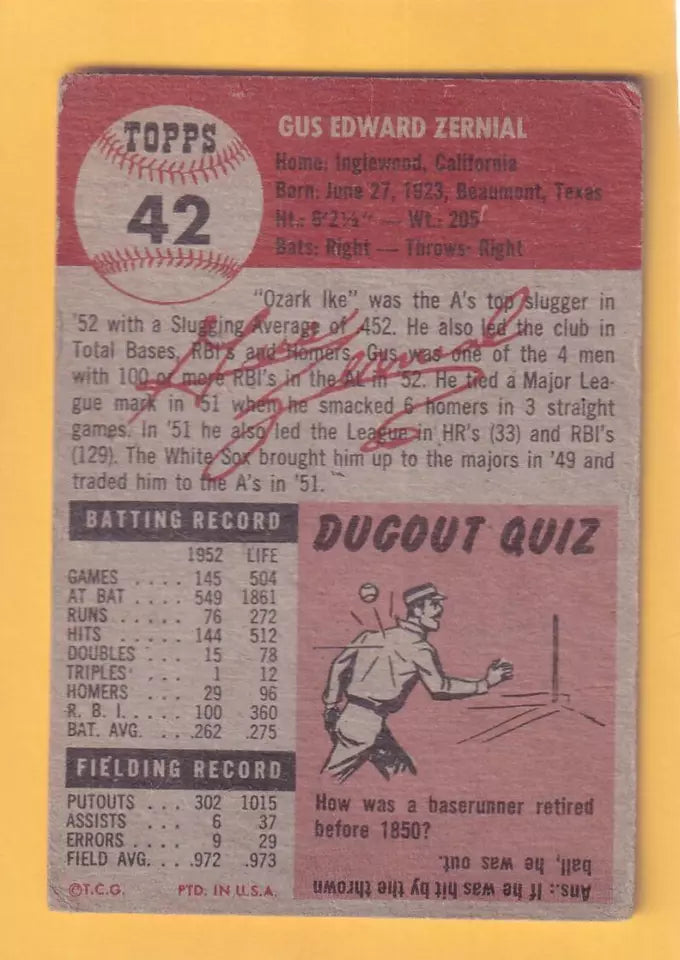 TOPPS
42
GUS EDWARD ZERNIAL
Home: Inglewood, California
Born: June 27, 1923, Beaumont, Texas
Ht.: 6'2½" — Wt.: 205
Bats: Right — Throws: Right
"Ozark Ike" was the A's top slugger in
'52 with a Slugging Average of .452. He also led the club in
Total Bases, RBI's and Homers. Gus was one of the 4 men
with 100 or more RBI's in the AL in '52. He tied a Major Lea-
gue mark in '51 when he smacked 6 homers in 3 straight
games. In '51 he also led the League in HR's (33) and RBI's
(129). The White Sox brought him up to the majors in '49 and
traded him to the A's in '51.
Gus Zernial
BATTING RECORD
1952 LIFE
GAMES .... 145 504
AT BAT .... 549 1861
RUNS ..... 76 272
HITS ..... 144 512
DOUBLES .. 15 78
TRIPLES ... 1 12
HOMERS ... 29 96
R. B. I. .... 100 360
BAT. AVG. .. .262 .275
FIELDING RECORD
PUTOUTS ... 302 1015
ASSISTS ... 6 37
ERRORS ... 9 29
FIELD AVG. .. .972 .973
©T.C.G. PTD. IN U.S.A.
DUGOUT QUIZ
How was a baserunner retired
before 1850?
Ans.: If he was hit by the thrown
ball, he was out.